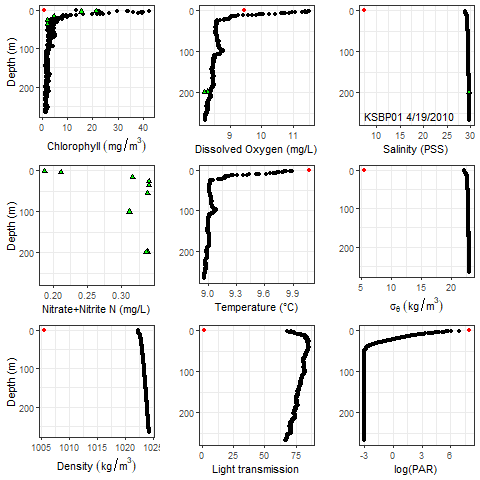 Depth (m)
0
100
200
0 10 20 30 40
Chlorophyll (mg/m³)
0
100
200
9 10 11
Dissolved Oxygen (mg/L)
0
100
200
KSBP01 4/19/2010
10 15 20 25 30
Salinity (PSS)
Depth (m)
0
100
200
0.20 0.25 0.30
Nitrate+Nitrite N (mg/L)
0
100
200
9.0 9.3 9.6 9.9
Temperature (°C)
0
100
200
5 10 15 20
σθ (kg/m³)
Depth (m)
0
100
200
1005 1010 1015 1020 1025
Density (kg/m³)
0
100
200
0 25 50 75
Light transmission
0
100
200
-3 0 3 6
log(PAR)